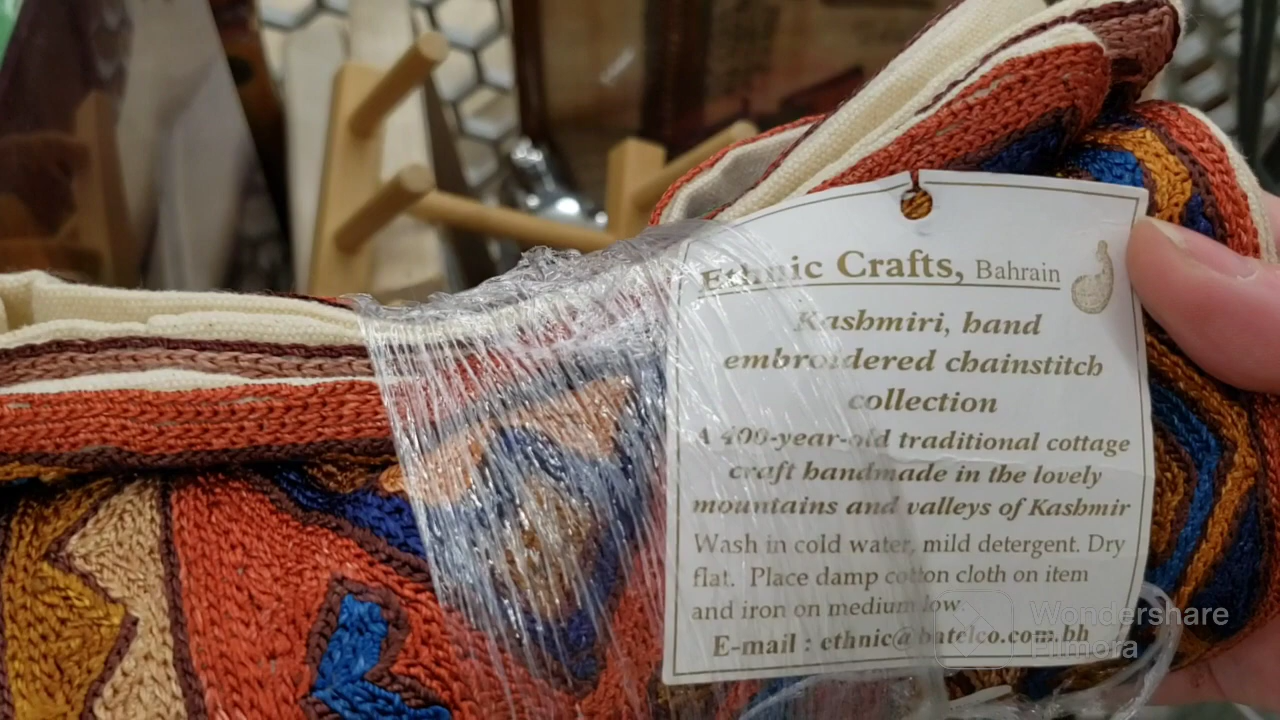 Ethnic Crafts, Bahrain
Kashmiri, hand
embroidered chainstitch
collection
A 400-year-old traditional cottage
craft handmade in the lovely
mountains and valleys of Kashmir
Wash in cold water, mild detergent. Dry
flat. Place damp cotton cloth on item
and iron on medium low.
E-mail : ethnic@batelco.com.bh
Wondershare
Filmora